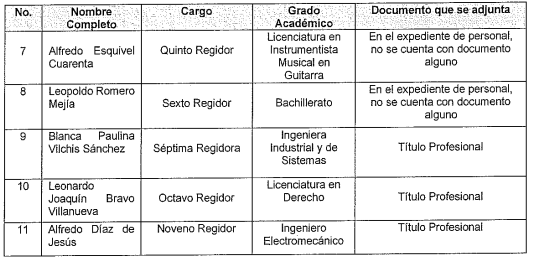 No. Nombre Completo Cargo Grado Académico Documento que se adjunta
7 Alfredo Esquivel Cuarenta Quinto Regidor Licenciatura en Instrumentista Musical en Guitarra En el expediente de personal, no se cuenta con documento alguno
8 Leopoldo Romero Mejía Sexto Regidor Bachillerato En el expediente de personal, no se cuenta con documento alguno
9 Blanca Paulina Vilchis Sánchez Séptima Regidora Ingeniera Industrial y de Sistemas Título Profesional
10 Leonardo Joaquín Bravo Villanueva Octavo Regidor Licenciatura en Derecho Título Profesional
11 Alfredo Díaz de Jesús Noveno Regidor Ingeniero Electromecánico Título Profesional